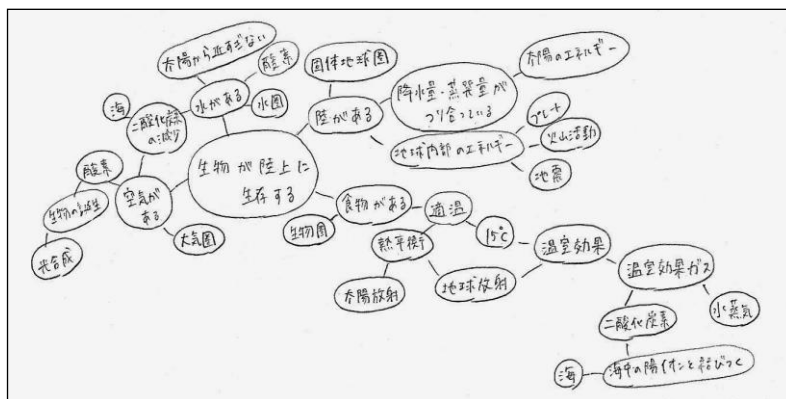 太陽から近すぎない
酸素
水がある
水圏
海
二酸化炭素
の減少
酸素
生物の誕生
光合成
空気が
ある
大気圏
生物が陸上に
生存する
固体地球圏
陸がある
降水量・蒸発量が
つり合っている
太陽のエネルギー
地球内部のエネルギー
プレート
火山活動
地震
食物がある
生物圏
適温
15℃
熱平衡
太陽放射
地球放射
温室効果
温室効果ガス
水蒸気
二酸化炭素
海中の陽イオンと結びつく
海